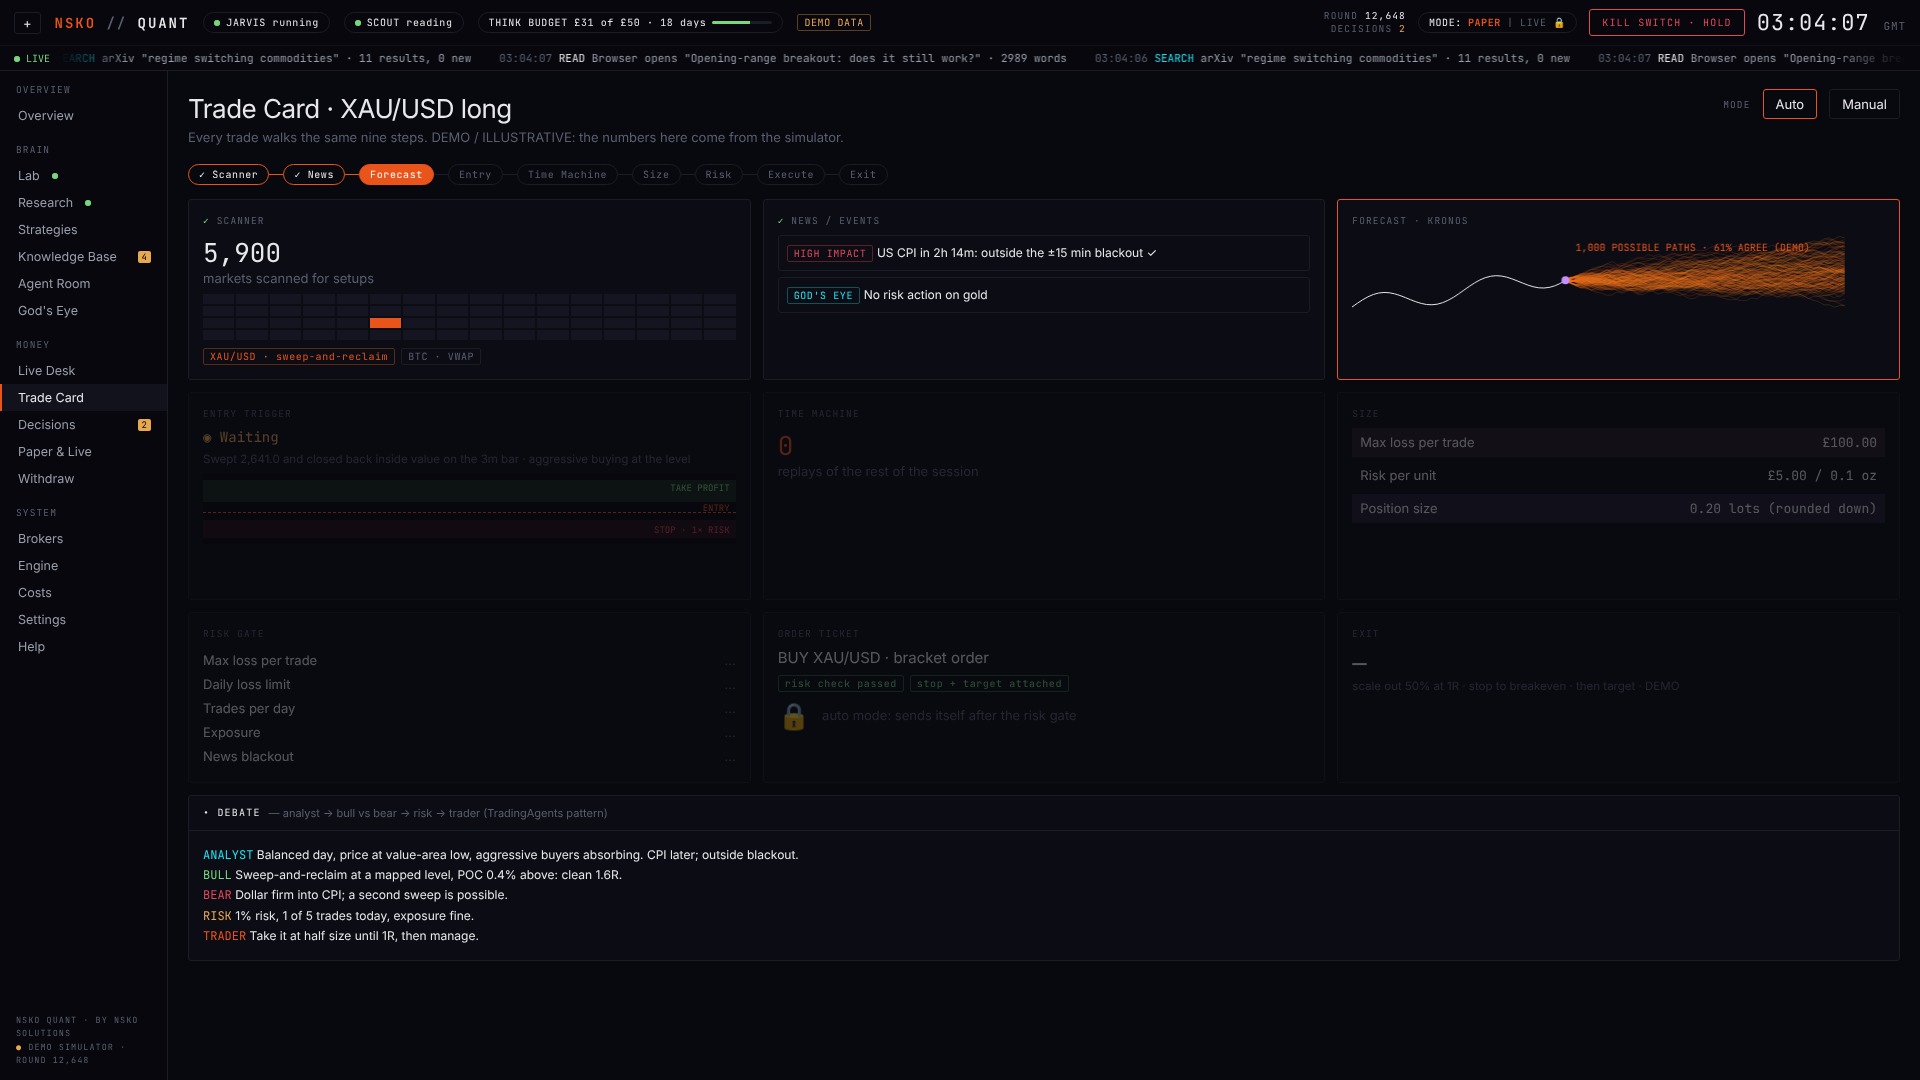 + NSKO // QUANT JARVIS running SCOUT reading THINK BUDGET £31 of £50 · 18 days DEMO DATA ROUND 12,648 DECISIONS 2 MODE: PAPER | LIVE KILL SWITCH · HOLD 03:04:07 GMT
LIVE ARCH arXiv "regime switching commodities" · 11 results, 0 new 03:04:07 READ Browser opens "Opening-range breakout: does it still work?" · 2989 words 03:04:06 SEARCH arXiv "regime switching commodities" · 11 results, 0 new 03:04:07 READ Browser opens "Opening-range
OVERVIEW
Overview
BRAIN
Lab
Research
Strategies
Knowledge Base 4
Agent Room
God's Eye
MONEY
Live Desk
Trade Card
Decisions 2
Paper & Live
Withdraw
SYSTEM
Brokers
Engine
Costs
Settings
Help
NSKO QUANT · BY NSKO
SOLUTIONS
DEMO SIMULATOR ·
ROUND 12,648
Trade Card · XAU/USD long
MODE Auto Manual
Every trade walks the same nine steps. DEMO / ILLUSTRATIVE: the numbers here come from the simulator.
✓ Scanner ✓ News Forecast Entry Time Machine Size Risk Execute Exit
✓ SCANNER
5,900
markets scanned for setups
XAU/USD · sweep-and-reclaim BTC · VWAP
✓ NEWS / EVENTS
HIGH IMPACT US CPI in 2h 14m: outside the ±15 min blackout ✓
GOD'S EYE No risk action on gold
FORECAST · KRONOS
1,000 POSSIBLE PATHS · 61% AGREE (DEMO)
ENTRY TRIGGER
◉ Waiting
Swept 2,641.0 and closed back inside value on the 3m bar · aggressive buying at the level
TAKE PROFIT
ENTRY
STOP · 1× RISK
TIME MACHINE
0
replays of the rest of the session
SIZE
Max loss per trade £100.00
Risk per unit £5.00 / 0.1 oz
Position size 0.20 lots (rounded down)
RISK GATE
Max loss per trade …
Daily loss limit …
Trades per day …
Exposure …
News blackout …
ORDER TICKET
BUY XAU/USD · bracket order
risk check passed stop + target attached
auto mode: sends itself after the risk gate
EXIT
—
scale out 50% at 1R · stop to breakeven · then target · DEMO
• DEBATE — analyst → bull vs bear → risk → trader (TradingAgents pattern)
ANALYST Balanced day, price at value-area low, aggressive buyers absorbing. CPI later; outside blackout.
BULL Sweep-and-reclaim at a mapped level, POC 0.4% above: clean 1.6R.
BEAR Dollar firm into CPI; a second sweep is possible.
RISK 1% risk, 1 of 5 trades today, exposure fine.
TRADER Take it at half size until 1R, then manage.